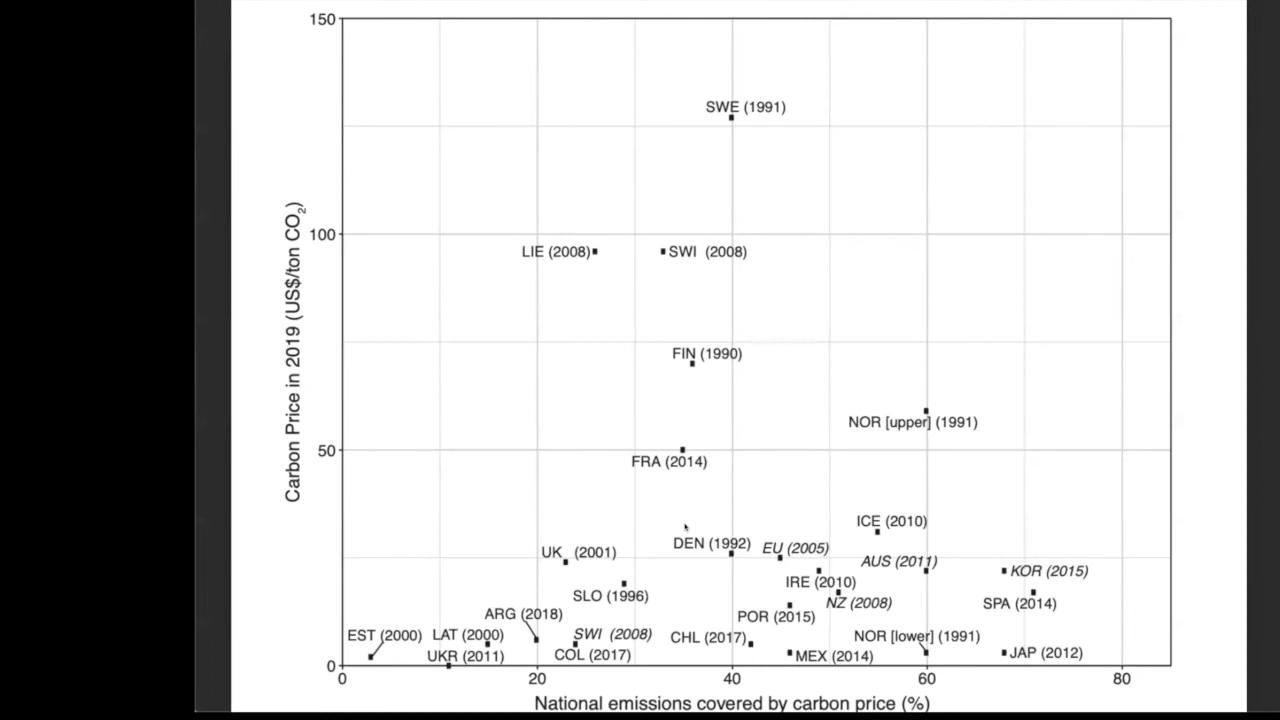 150
SWE (1991)
100
LIE (2008)
SWI (2008)
FIN (1990)
NOR [upper] (1991)
50
FRA (2014)
ICE (2010)
DEN (1992)
EU (2005)
UK (2001)
AUS (2011)
KOR (2015)
IRE (2010)
SLO (1996)
NZ (2008)
SPA (2014)
ARG (2018)
POR (2015)
EST (2000)
LAT (2000)
SWI (2008)
CHL (2017)
NOR [lower] (1991)
UKR (2011)
COL (2017)
MEX (2014)
JAP (2012)
0
0
20
40
60
80
National emissions covered by carbon price (%)
Carbon Price in 2019 (US$/ton CO₂)